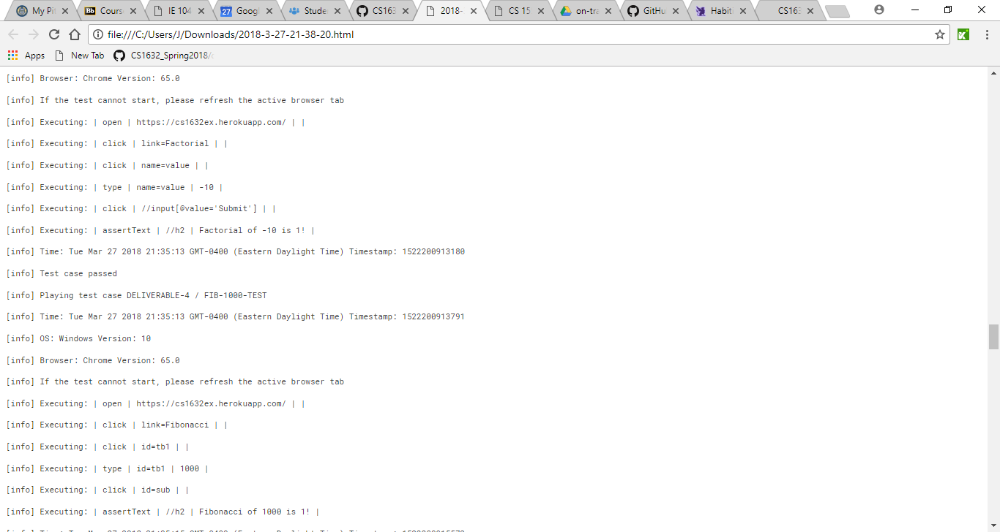 My Pi
Cours
IE 104
Googl
Stude
CS163
2018-
CS 15
on-tra
GitHu
Habiti
CS163
file:///C:/Users/J/Downloads/2018-3-27-21-38-20.html
Apps
New Tab
CS1632_Spring2018/
[info] Browser: Chrome Version: 65.0
[info] If the test cannot start, please refresh the active browser tab
[info] Executing: | open | https://cs1632ex.herokuapp.com/ | |
[info] Executing: | click | link=Factorial | |
[info] Executing: | click | name=value | |
[info] Executing: | type | name=value | -10 |
[info] Executing: | click | //input[@value='Submit'] | |
[info] Executing: | assertText | //h2 | Factorial of -10 is 1! |
[info] Time: Tue Mar 27 2018 21:35:13 GMT-0400 (Eastern Daylight Time) Timestamp: 1522200913180
[info] Test case passed
[info] Playing test case DELIVERABLE-4 / FIB-1000-TEST
[info] Time: Tue Mar 27 2018 21:35:13 GMT-0400 (Eastern Daylight Time) Timestamp: 1522200913791
[info] OS: Windows Version: 10
[info] Browser: Chrome Version: 65.0
[info] If the test cannot start, please refresh the active browser tab
[info] Executing: | open | https://cs1632ex.herokuapp.com/ | |
[info] Executing: | click | link=Fibonacci | |
[info] Executing: | click | id=tb1 | |
[info] Executing: | type | id=tb1 | 1000 |
[info] Executing: | click | id=sub | |
[info] Executing: | assertText | //h2 | Fibonacci of 1000 is 1! |